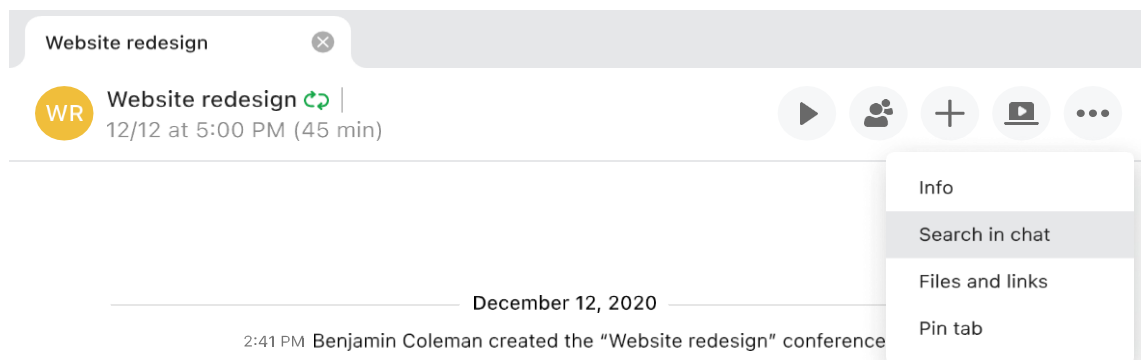 Website redesign
WR
Website redesign
12/12 at 5:00 PM (45 min)
Info
Search in chat
Files and links
Pin tab
December 12, 2020
2:41 PM Benjamin Coleman created the “Website redesign” conference